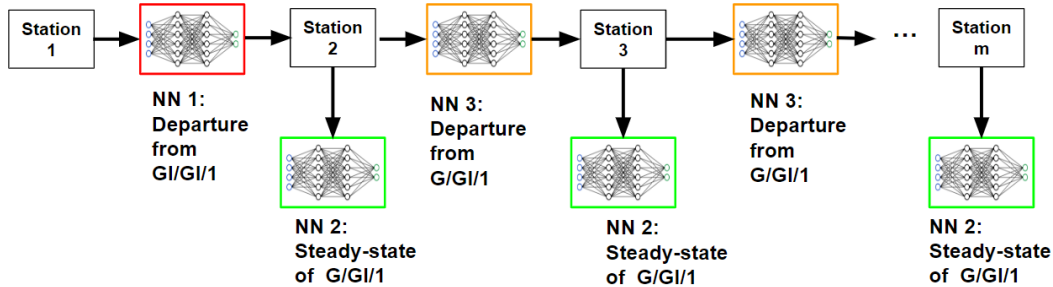 Station
1
Station
2
Station
3
...
Station
m
NN 1:
Departure
from
GI/GI/1
NN 3:
Departure
from
G/GI/1
NN 3:
Departure
from
G/GI/1
NN 2:
Steady-state
of G/GI/1
NN 2:
Steady-state
of G/GI/1
NN 2:
Steady-state
of G/GI/1